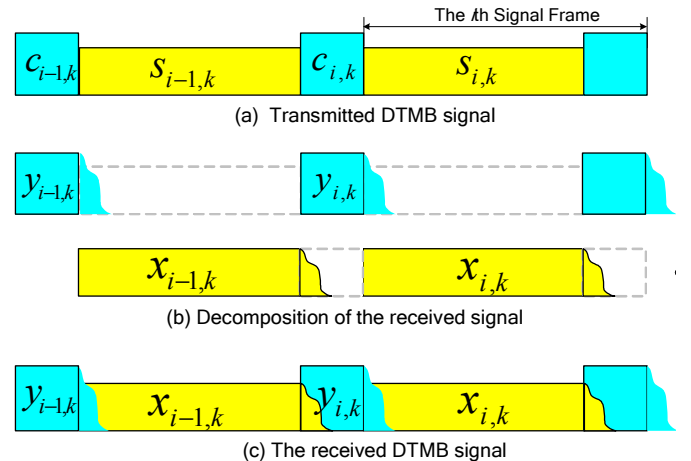 The ith Signal Frame
c_{i−1,k} s_{i−1,k} c_{i,k} s_{i,k}
(a) Transmitted DTMB signal
y_{i−1,k} y_{i,k}
x_{i−1,k} x_{i,k}
(b) Decomposition of the received signal
y_{i−1,k} x_{i−1,k} y_{i,k} x_{i,k}
(c) The received DTMB signal